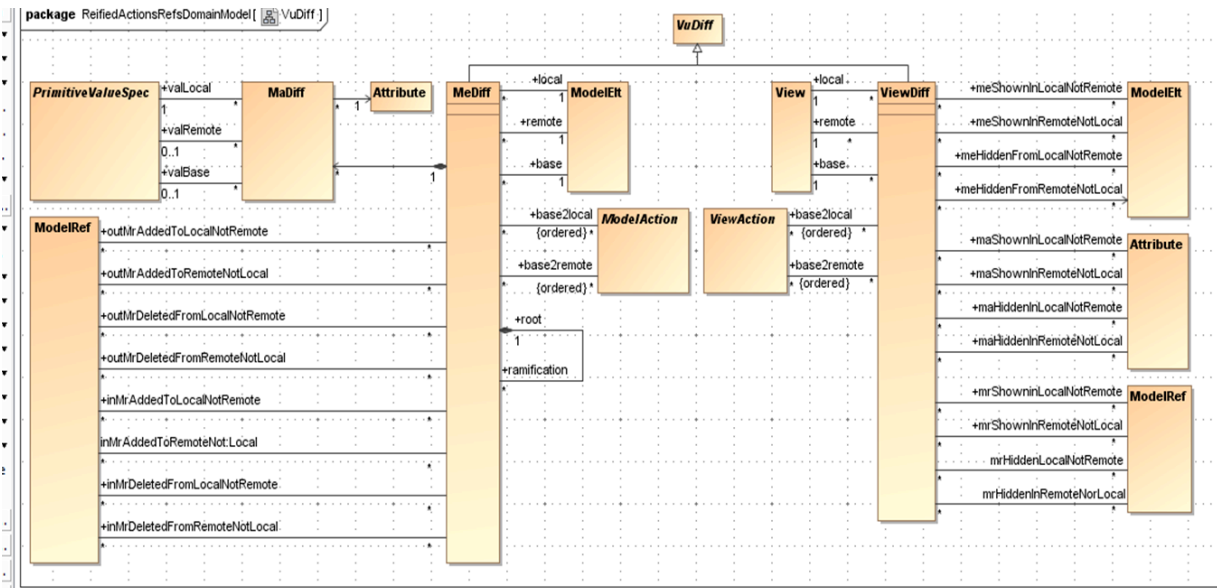 package ReifiedActionsRefsDomainModel[ VuDiff ]
VuDiff
PrimitiveValueSpec
+valLocal
1
*
+valRemote
0..1
*
+valBase
0..1
*
MaDiff
*
1
Attribute
*
1
MeDiff
+local
*
1
+remote
*
1
+base
*
1
ModelElt
+base2local
*
{ordered} *
+base2remote
*
{ordered} *
ModelAction
+root
1
+ramification
*
ModelRef
+outMrAddedToLocalNotRemote
*
*
+outMrAddedToRemoteNotLocal
*
*
+outMrDeletedFromLocalNotRemote
*
*
+outMrDeletedFromRemoteNotLocal
*
*
+inMrAddedToLocalNotRemote
*
*
inMrAddedToRemoteNot:Local
*
*
+inMrDeletedFromLocalNotRemote
*
*
+inMrDeletedFromRemoteNotLocal
*
*
View
+local
1
*
+remote
1
*
+base
1
*
ViewDiff
ViewAction
+base2local
* {ordered} *
+base2remote
* {ordered} *
+meShownInLocalNotRemote
*
*
+meShownInRemoteNotLocal
*
*
+meHiddenFromLocalNotRemote
*
*
+meHiddenFromRemoteNotLocal
*
*
ModelElt
+maShownInLocalNotRemote
*
*
+maShownInRemoteNotLocal
*
*
+maHiddenInLocalNotRemote
*
*
+maHiddenInLocalNotRemote
*
*
Attribute
+mrShowninLocalNotRemote
*
*
+mrShownInRemoteNotLocal
*
*
mrHiddenLocalNotRemote
*
*
mrHiddenInRemoteNorLocal
*
*
ModelRef